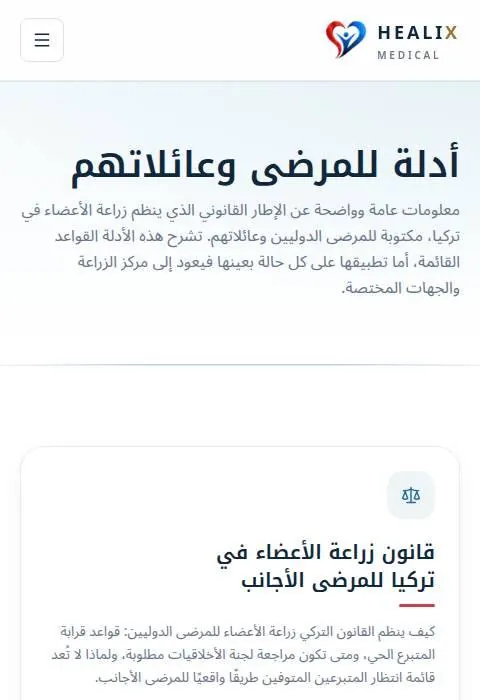 HEALIX
MEDICAL
أدلة للمرضى وعائلاتهم
معلومات عامة وواضحة عن الإطار القانوني الذي ينظم زراعة الأعضاء في
تركيا، مكتوبة للمرضى الدوليين وعائلاتهم. تشرح هذه الأدلة القواعد
القائمة، أما تطبيقها على كل حالة بعينها فيعود إلى مركز الزراعة
والجهات المختصة.
قانون زراعة الأعضاء في
تركيا للمرضى الأجانب
كيف ينظم القانون التركي زراعة الأعضاء للمرضى الدوليين: قواعد قرابة
المتبرع الحي، ومتى تكون مراجعة لجنة الأخلاقيات مطلوبة، ولماذا لا تُعد
قائمة انتظار المتبرعين المتوفين طريقًا واقعيًا للمرضى الأجانب.